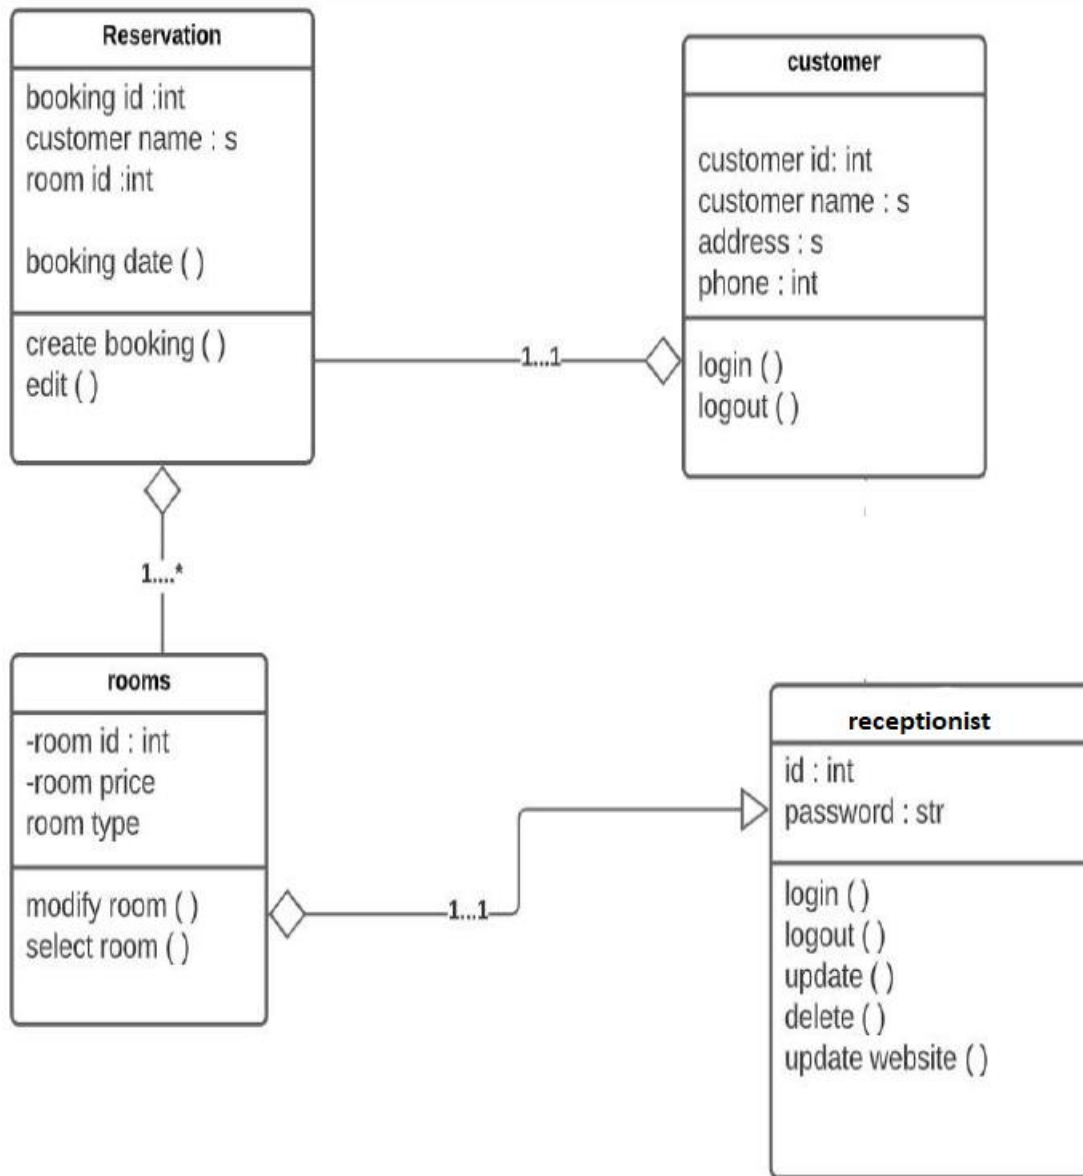 Reservation
booking id :int
customer name : s
room id :int
booking date ( )
create booking ( )
edit ( )
customer
customer id: int
customer name : s
address : s
phone : int
login ( )
logout ( )
1...1
1....*
rooms
-room id : int
-room price
room type
modify room ( )
select room ( )
1...1
receptionist
id : int
password : str
login ( )
logout ( )
update ( )
delete ( )
update website ( )